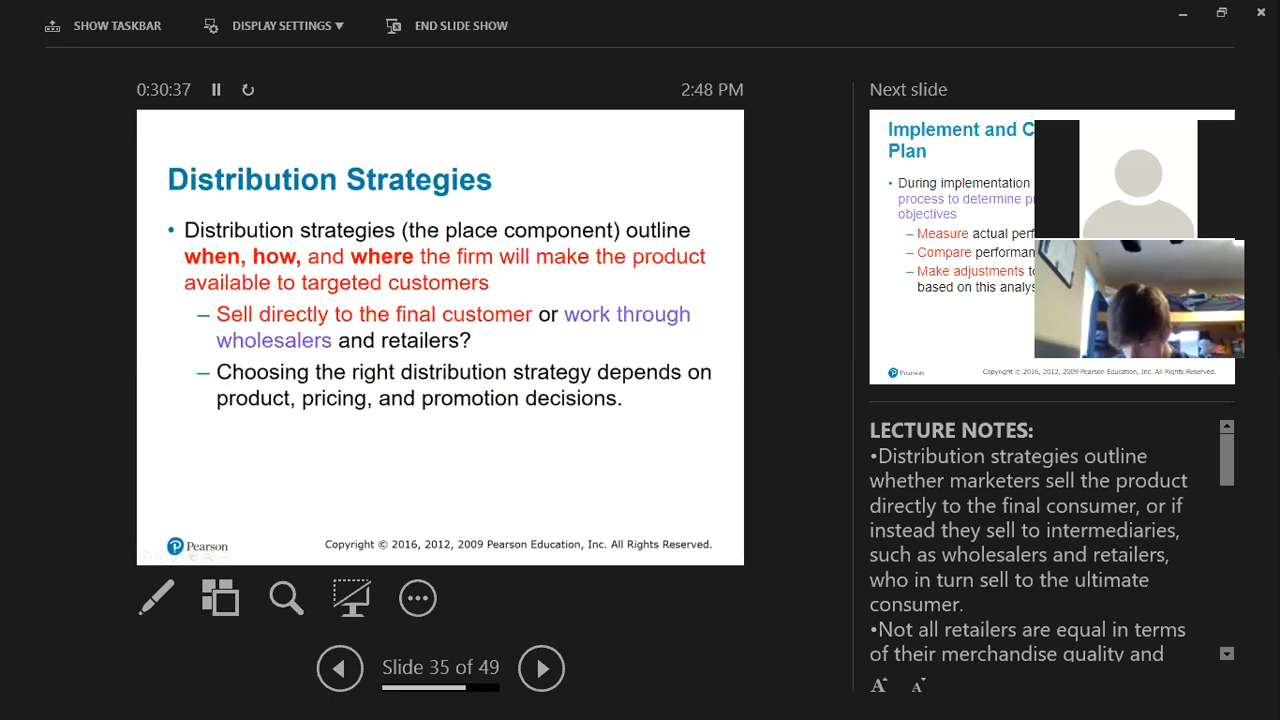 SHOW TASKBAR
DISPLAY SETTINGS ▼
END SLIDE SHOW
0:30:37
2:48 PM
Distribution Strategies
• Distribution strategies (the place component) outline
when, how, and where the firm will make the product
available to targeted customers
– Sell directly to the final customer or work through
wholesalers and retailers?
– Choosing the right distribution strategy depends on
product, pricing, and promotion decisions.
Pearson
Copyright © 2016, 2012, 2009 Pearson Education, Inc. All Rights Reserved.
Slide 35 of 49
Next slide
Implement and
Plan
• During implementation
process to determine
objectives
– Measure actual
– Compare
– Make adjustments
based on this
Pearson
Copyright © 2016, 2012, 2009 Pearson Education, Inc. All Rights Reserved.
LECTURE NOTES:
•Distribution strategies outline
whether marketers sell the product
directly to the final consumer, or if
instead they sell to intermediaries,
such as wholesalers and retailers,
who in turn sell to the ultimate
consumer.
•Not all retailers are equal in terms
of their merchandise quality and
A A